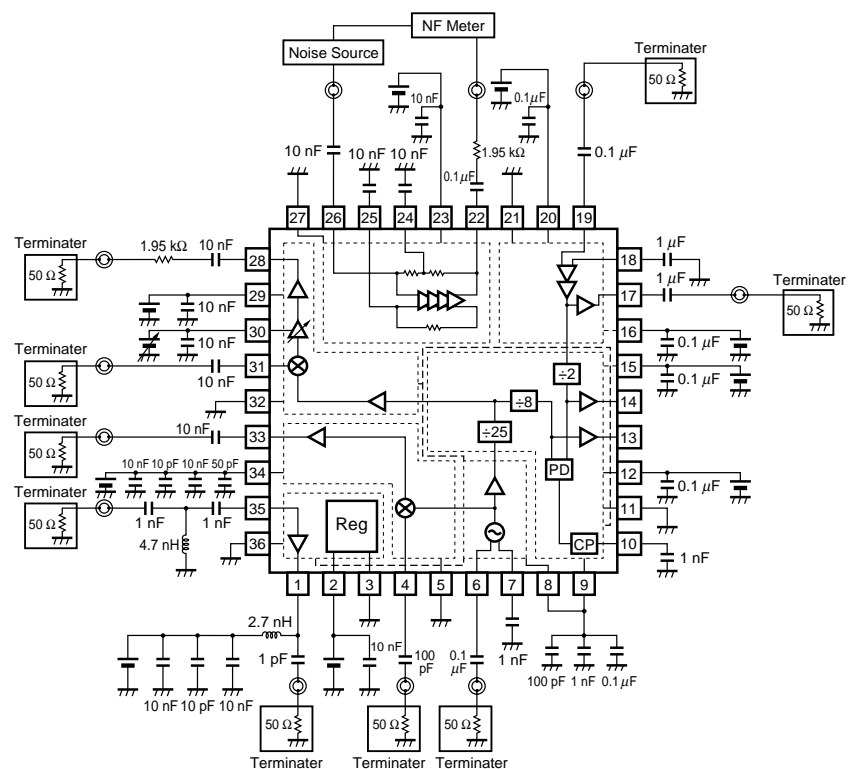 NF Meter
Noise Source
Terminater
50 Ω
10 nF
0.1 µF
1.95 kΩ
10 nF
10 nF
10 nF
0.1 µF
0.1 µF
27
26
25
24
23
22
21
20
19
Terminater
50 Ω
1.95 kΩ
10 nF
28
10 nF
29
10 nF
30
Terminater
50 Ω
10 nF
31
32
Terminater
50 Ω
10 nF
33
10 nF
10 pF
10 nF
50 pF
34
Terminater
50 Ω
1 nF
1 nF
35
4.7 nH
36
18
1 µF
17
1 µF
Terminater
50 Ω
16
0.1 µF
15
0.1 µF
14
13
12
0.1 µF
11
10
1 nF
÷2
÷8
÷25
PD
CP
Reg
1
2
3
4
5
6
7
8
9
2.7 nH
1 pF
10 nF
10 pF
10 nF
10 nF
100
pF
0.1
µF
1 nF
100 pF
1 nF
0.1 µF
50 Ω
50 Ω
50 Ω
Terminater
Terminater
Terminater